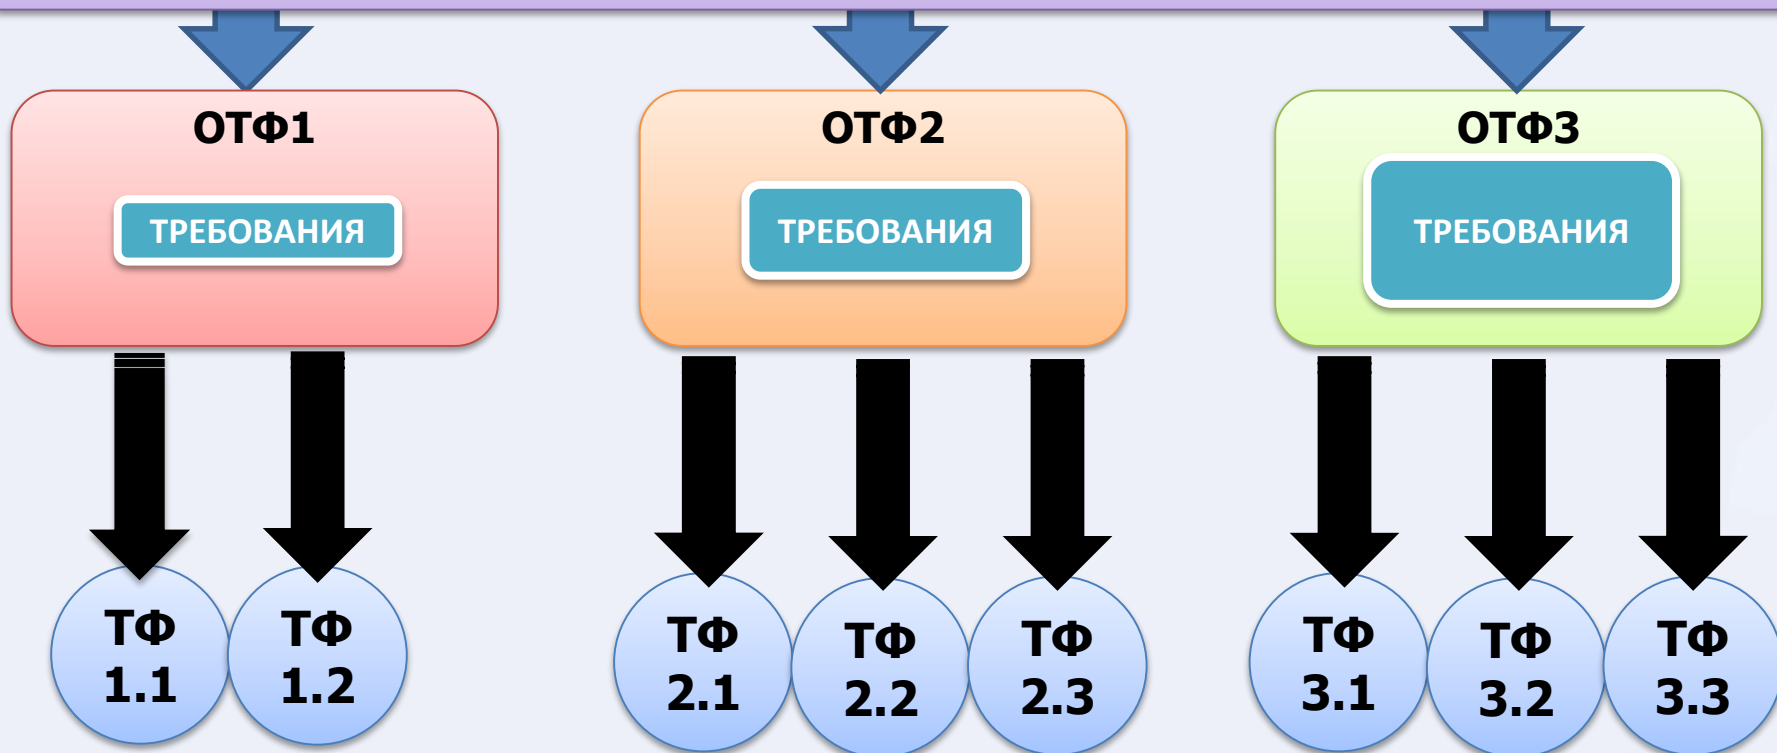 ОТФ1
ТРЕБОВАНИЯ
ОТФ2
ТРЕБОВАНИЯ
ОТФ3
ТРЕБОВАНИЯ
ТФ
1.1
ТФ
1.2
ТФ
2.1
ТФ
2.2
ТФ
2.3
ТФ
3.1
ТФ
3.2
ТФ
3.3